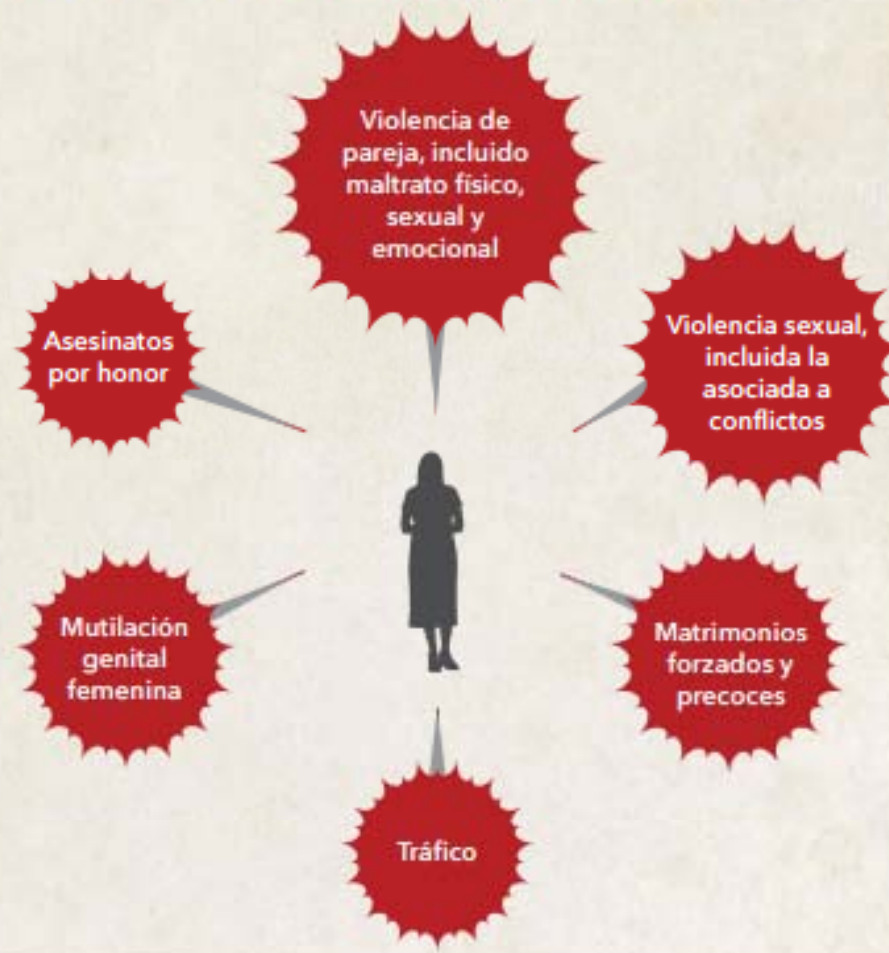 Violencia de
pareja, incluido
maltrato físico,
sexual y
emocional
Violencia sexual,
incluida la
asociada a
conflictos
Matrimonios
forzados y
precoces
Tráfico
Mutilación
genital
femenina
Asesinatos
por honor